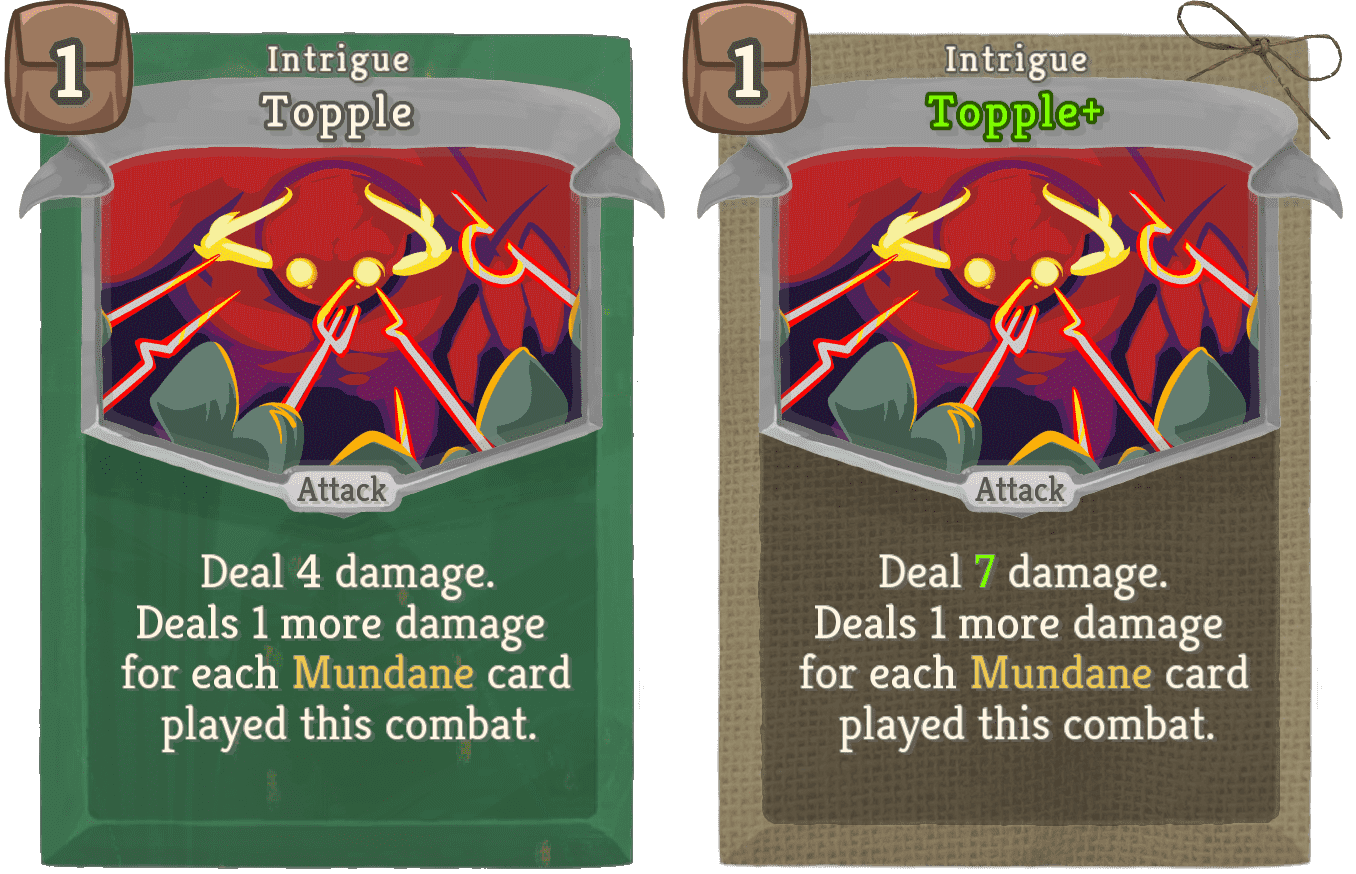 1
Intrigue
Topple
Attack
Deal 4 damage.
Deals 1 more damage
for each Mundane card
played this combat.
1
Intrigue
Topple+
Attack
Deal 7 damage.
Deals 1 more damage
for each Mundane card
played this combat.